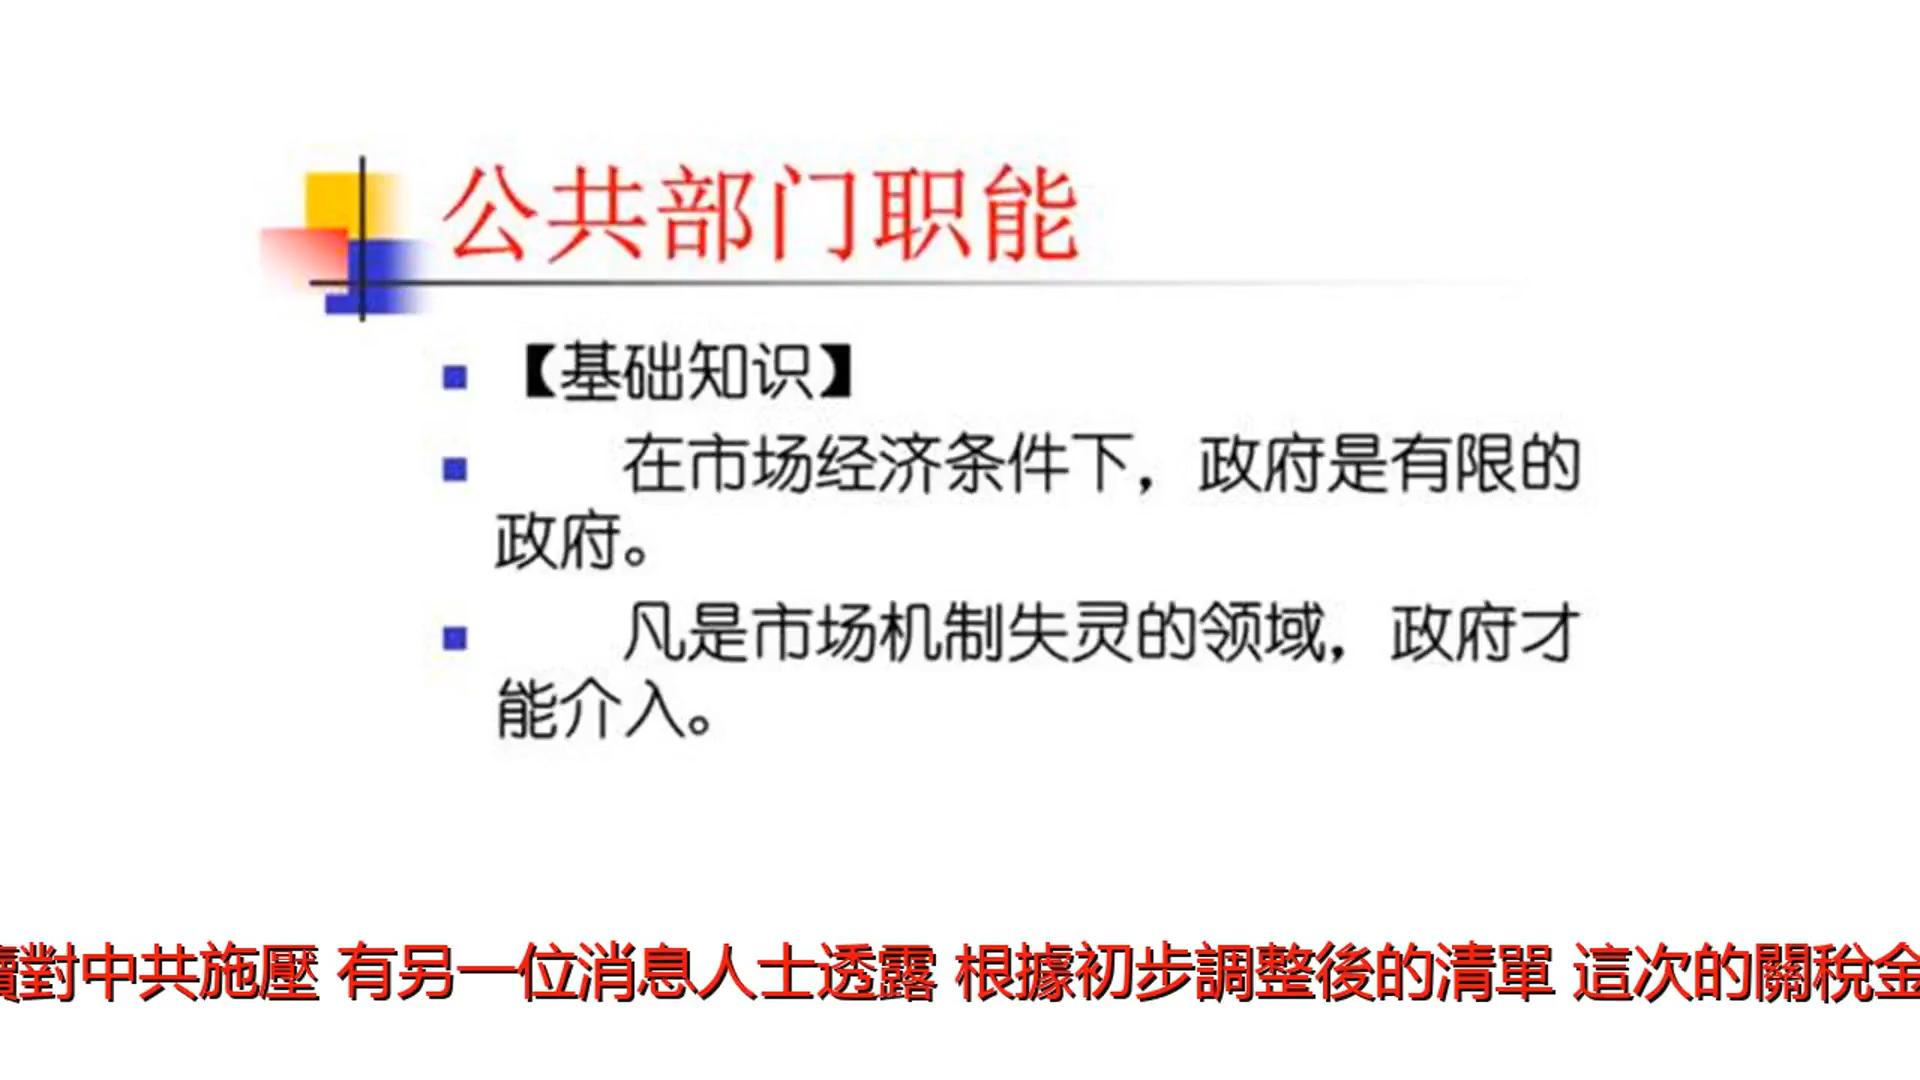 公共部门职能
【基础知识】
在市场经济条件下，政府是有限的
政府。
凡是市场机制失灵的领域，政府才
能介入。
對中共施壓 有另一位消息人士透露 根據初步調整後的清單 這次的關稅金